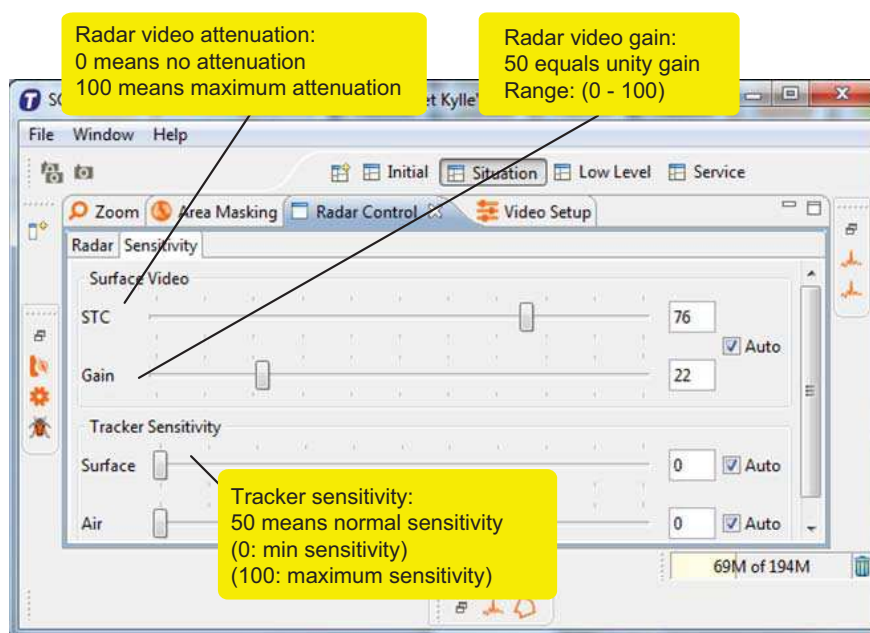 Radar video attenuation:
0 means no attenuation
100 means maximum attenuation
Radar video gain:
50 equals unity gain
Range: (0 - 100)
et Kylle'
File Window Help
Initial Situation Low Level Service
Zoom Area Masking Radar Control Video Setup
Radar Sensitivity
Surface Video
STC 76
Auto
Gain 22
Tracker Sensitivity
Surface 0 Auto
Tracker sensitivity:
50 means normal sensitivity
(0: min sensitivity)
(100: maximum sensitivity)
Air 0 Auto
69M of 194M